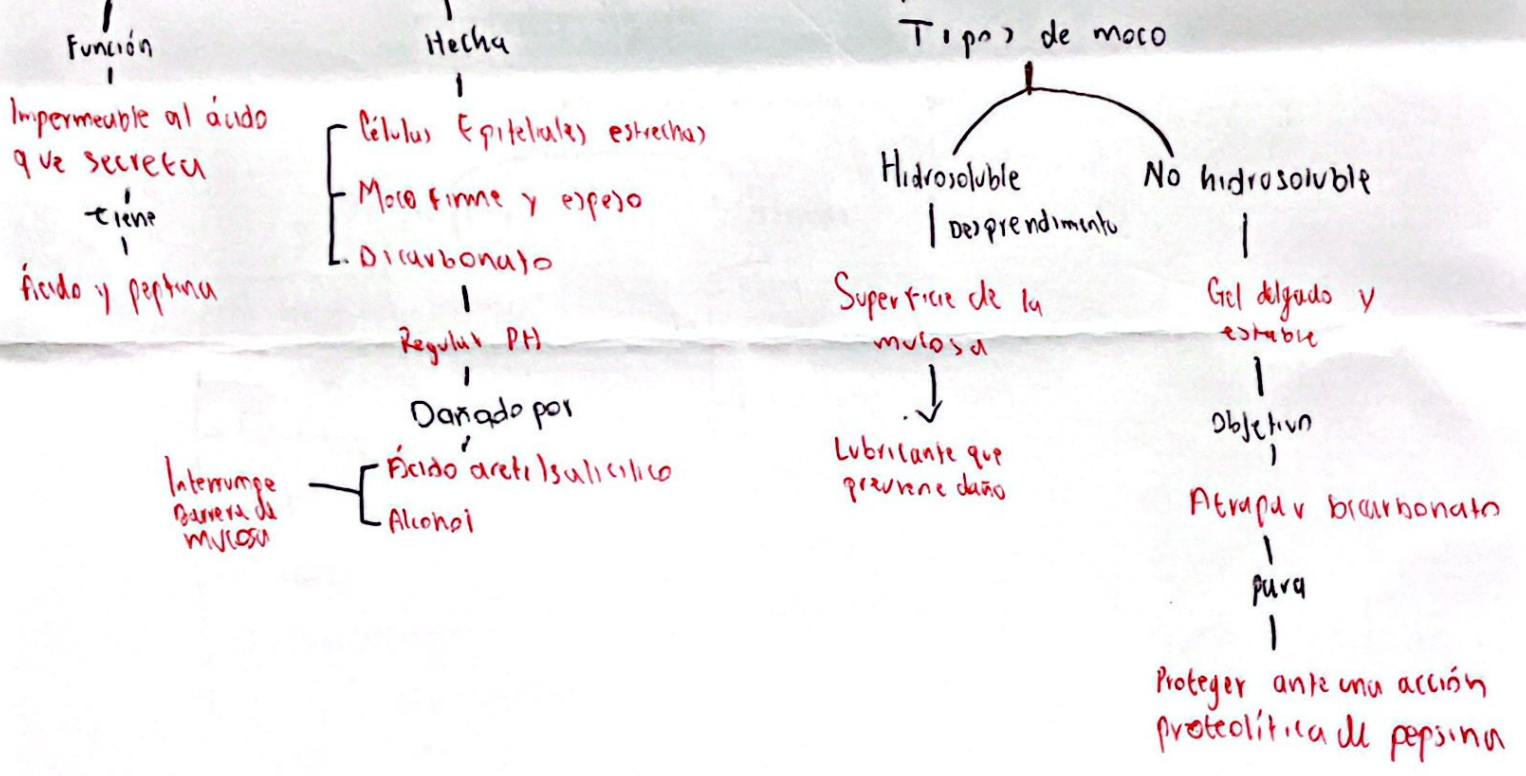 Función
Impermeable al ácido
que secreta
tiene
Ácido y peptina
Hecha
Células Epiteliales estrechas
Moco firme y espeso
Bicarbonato
Regular PH
Dañado por
Ácido acetilsalicilico
Alcohol
Interrumpe
Barrera de
mucosa
Tipos de moco
Hidrosoluble
Desprendimento
Superficie de la
mucosa
Lubricante que
previene daño
No hidrosoluble
Gel delgado y
estable
Objetivo
Atrapar bicarbonato
para
Proteger ante una acción
proteolítica de pepsina